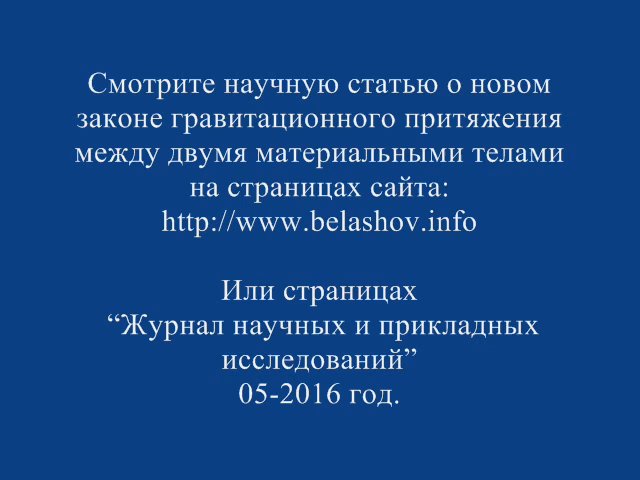 Смотрите научную статью о новом
законе гравитационного притяжения
между двумя материальными телами
на страницах сайта:
http://www.belashov.info
Или страницах
“Журнал научных и прикладных
исследований”
05-2016 год.